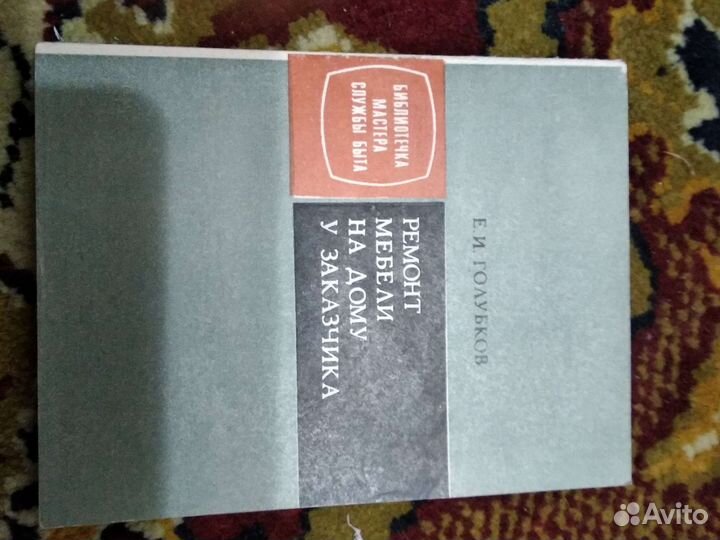 Е. И. ГОЛУБКОВ
БИБЛИОТЕЧКА
МАСТЕРА
СЛУЖБЫ БЫТА
РЕМОНТ
МЕБЕЛИ
НА ДОМУ
У ЗАКАЗЧИКА
Avito